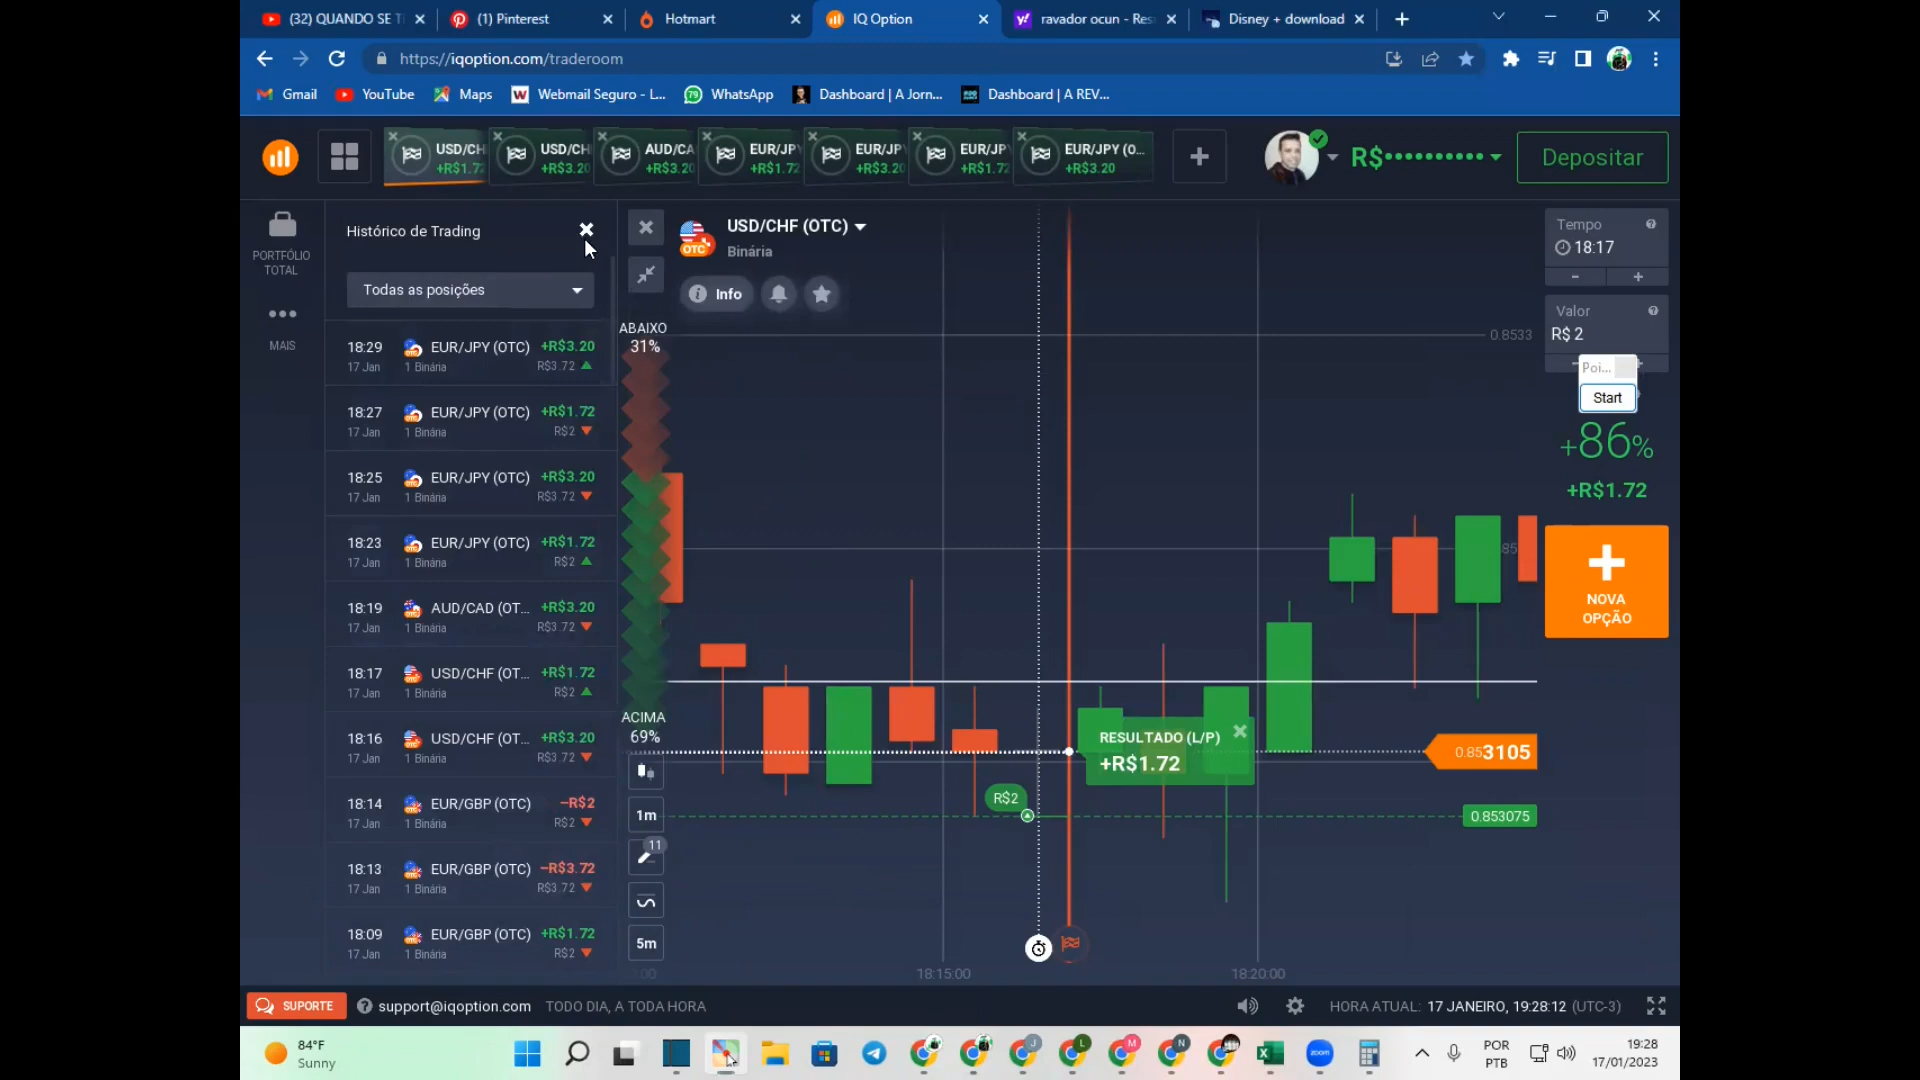 (32) QUANDO SE T
(1) Pinterest
Hotmart
IQ Option
ravador ocun - Res
Disney + download
https://iqoption.com/traderoom
Gmail
YouTube
Maps
Webmail Seguro - L...
WhatsApp
Dashboard | A Jorn...
Dashboard | A REV...
USD/CH
+R$1.72
USD/CH
+R$3.20
AUD/CA
+R$3.20
EUR/JP
+R$1.72
EUR/JP
+R$3.20
EUR/JP
+R$1.72
EUR/JPY (O...
+R$3.20
R$•••••••••••
Depositar
PORTFÓLIO
TOTAL
MAIS
Histórico de Trading
Todas as posições
18:29 EUR/JPY (OTC) +R$3.20
17 Jan 1 Binária R$3.72
18:27 EUR/JPY (OTC) +R$1.72
17 Jan 1 Binária R$2
18:25 EUR/JPY (OTC) +R$3.20
17 Jan 1 Binária R$3.72
18:23 EUR/JPY (OTC) +R$1.72
17 Jan 1 Binária R$2
18:19 AUD/CAD (OT... +R$3.20
17 Jan 1 Binária R$3.72
18:17 USD/CHF (OT... +R$1.72
17 Jan 1 Binária R$2
18:16 USD/CHF (OT... +R$3.20
17 Jan 1 Binária R$3.72
18:14 EUR/GBP (OTC) −R$2
17 Jan 1 Binária R$2
18:13 EUR/GBP (OTC) −R$3.72
17 Jan 1 Binária R$3.72
18:09 EUR/GBP (OTC) +R$1.72
17 Jan 1 Binária R$2
OTC
USD/CHF (OTC)
Binária
Info
ABAIXO
31%
ACIMA
69%
1m
11
5m
0.8533
RESULTADO (L/P)
+R$1.72
R$2
0.853105
0.853075
18:15:00
18:20:00
Tempo
18:17
Valor
R$ 2
Poi...
Start
+86%
+R$1.72
NOVA
OPÇÃO
SUPORTE
support@iqoption.com
TODO DIA, A TODA HORA
HORA ATUAL: 17 JANEIRO, 19:28:12 (UTC-3)
84°F
Sunny
zoom
POR
PTB
19:28
17/01/2023